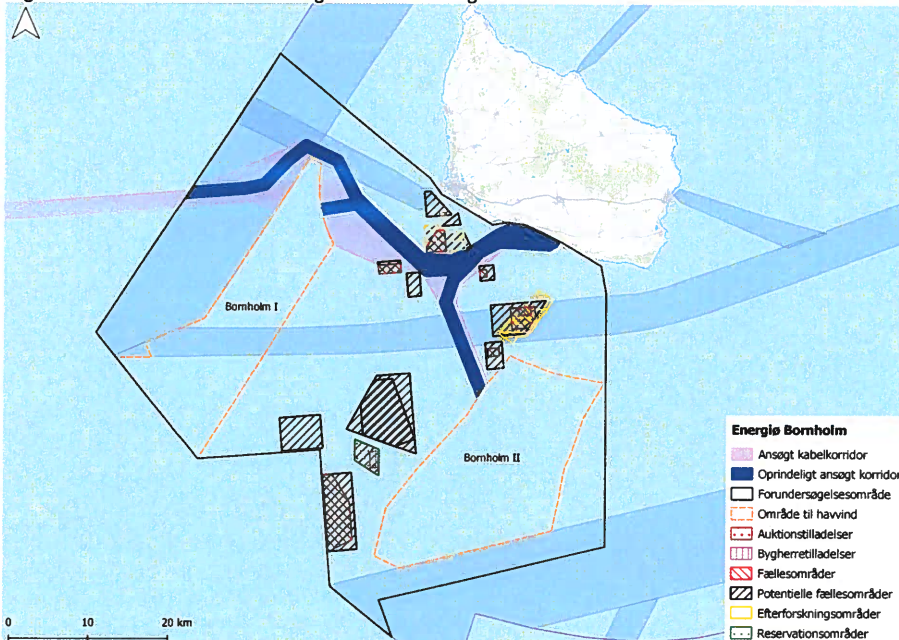 Bornholm I
Bornholm II
Energiø Bornholm
Ansøgt kabelkorridor
Oprindeligt ansøgt korridor
Forundersøgelsesområde
Område til havvind
Auktionstilladelser
Bygherretilladelser
Fællesområder
Potentielle fællesområder
Efterforskningsområder
Reservationsområder
0 10 20 km